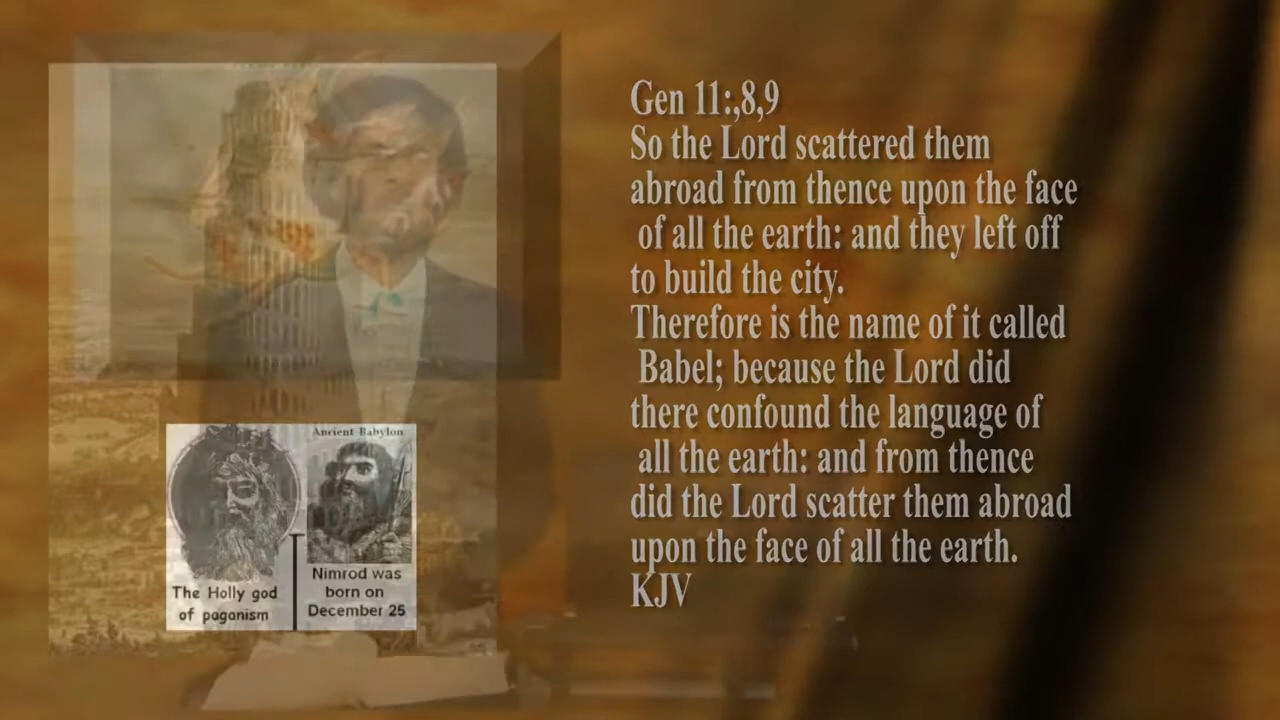 Gen 11:,8,9
So the Lord scattered them
abroad from thence upon the face
of all the earth: and they left off
to build the city.
Therefore is the name of it called
Babel; because the Lord did
there confound the language of
all the earth: and from thence
did the Lord scatter them abroad
upon the face of all the earth.
KJV
Ancient Babylon
The Holly god
of paganism
Nimrod was
born on
December 25